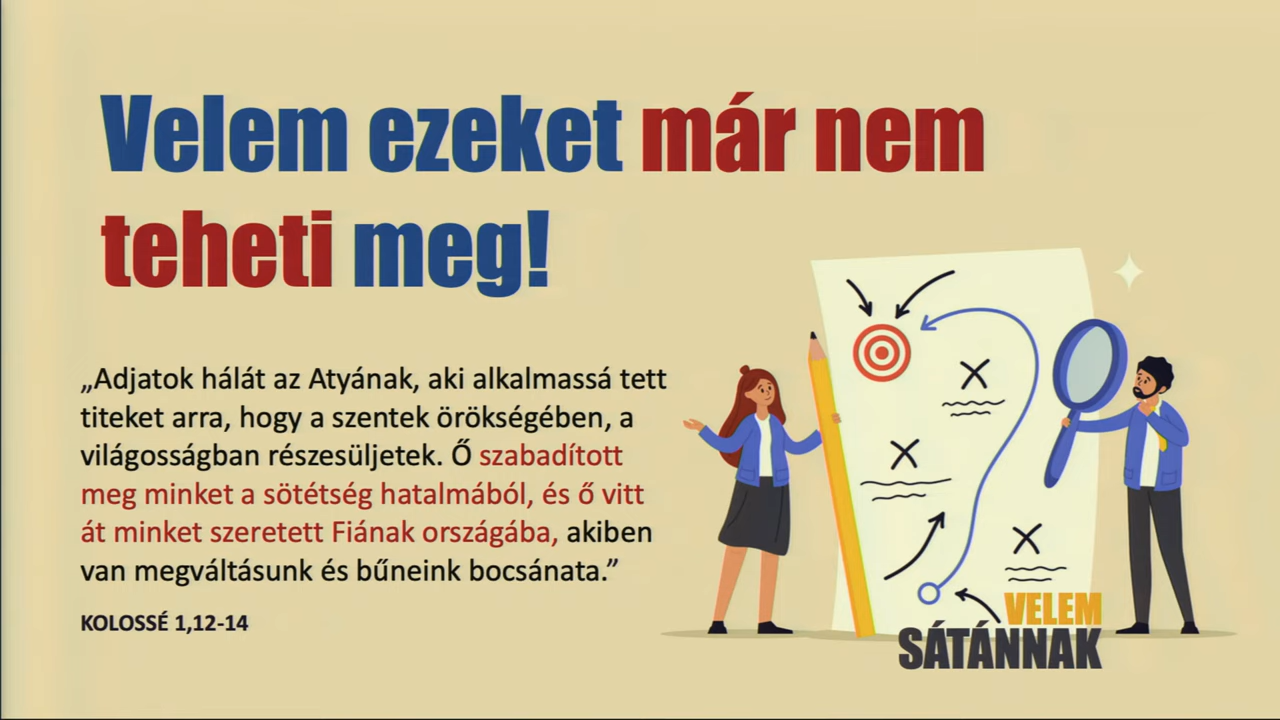 Velem ezeket már nem
teheti meg!
„Adjatok hálát az Atyának, aki alkalmassá tett
titeket arra, hogy a szentek örökségében, a
világosságban részesüljetek. Ő szabadított
meg minket a sötétség hatalmából, és ő vitt
át minket szeretett Fiának országába, akiben
van megváltásunk és bűneink bocsánata.”
KOLOSSÉ 1,12-14
VELEM
SÁTÁNNAK